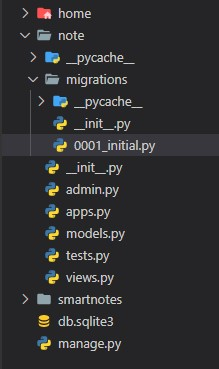 home
note
__pycache__
migrations
__pycache__
__init__.py
0001_initial.py
__init__.py
admin.py
apps.py
models.py
tests.py
views.py
smartnotes
db.sqlite3
manage.py